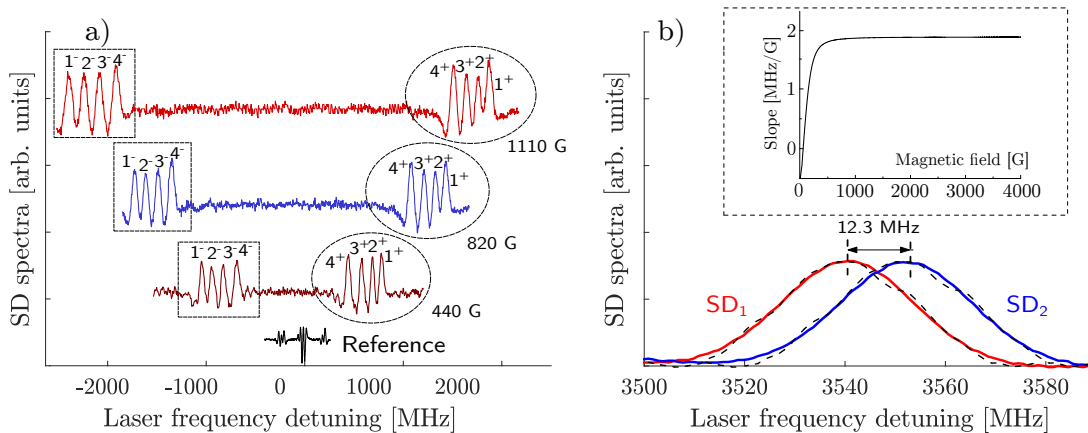 a)
SD spectra [arb. units]
1⁻ 2⁻ 3⁻ 4⁻
4⁺ 3⁺ 2⁺ 1⁺
1110 G
1⁻ 2⁻ 3⁻ 4⁻
4⁺ 3⁺ 2⁺ 1⁺
820 G
1⁻ 2⁻ 3⁻ 4⁻
4⁺ 3⁺ 2⁺ 1⁺
440 G
Reference
-2000 -1000 0 1000 2000
Laser frequency detuning [MHz]
b)
SD spectra [arb. units]
Slope [MHz/G]
2
1
0
Magnetic field [G]
0 1000 2000 3000 4000
12.3 MHz
SD₁ SD₂
3500 3520 3540 3560 3580
Laser frequency detuning [MHz]